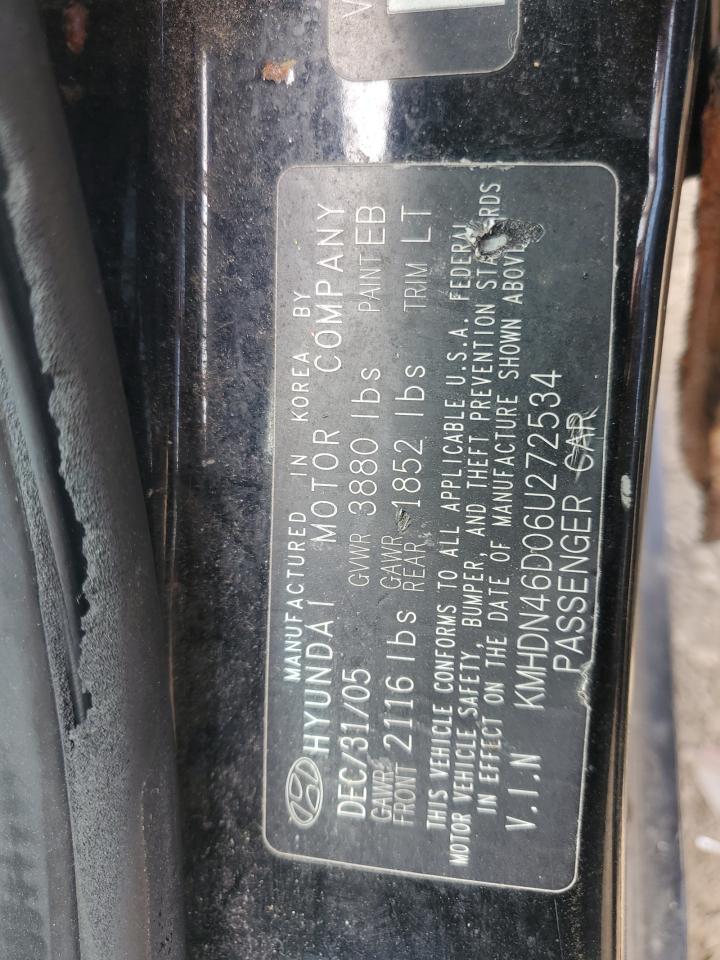 MANUFACTURED IN KOREA BY
HYUNDAI MOTOR COMPANY
DEC/31/05 GVWR 3880 lbs PAINT EB
GAWR FRONT 2116 lbs GAWR REAR 1852 lbs TRIM LT
THIS VEHICLE CONFORMS TO ALL APPLICABLE U.S.A. FEDERAL
MOTOR VEHICLE SAFETY, BUMPER, AND THEFT PREVENTION STANDARDS
IN EFFECT ON THE DATE OF MANUFACTURE SHOWN ABOVE.
V.I.N KMHDN46D06U272534
PASSENGER CAR